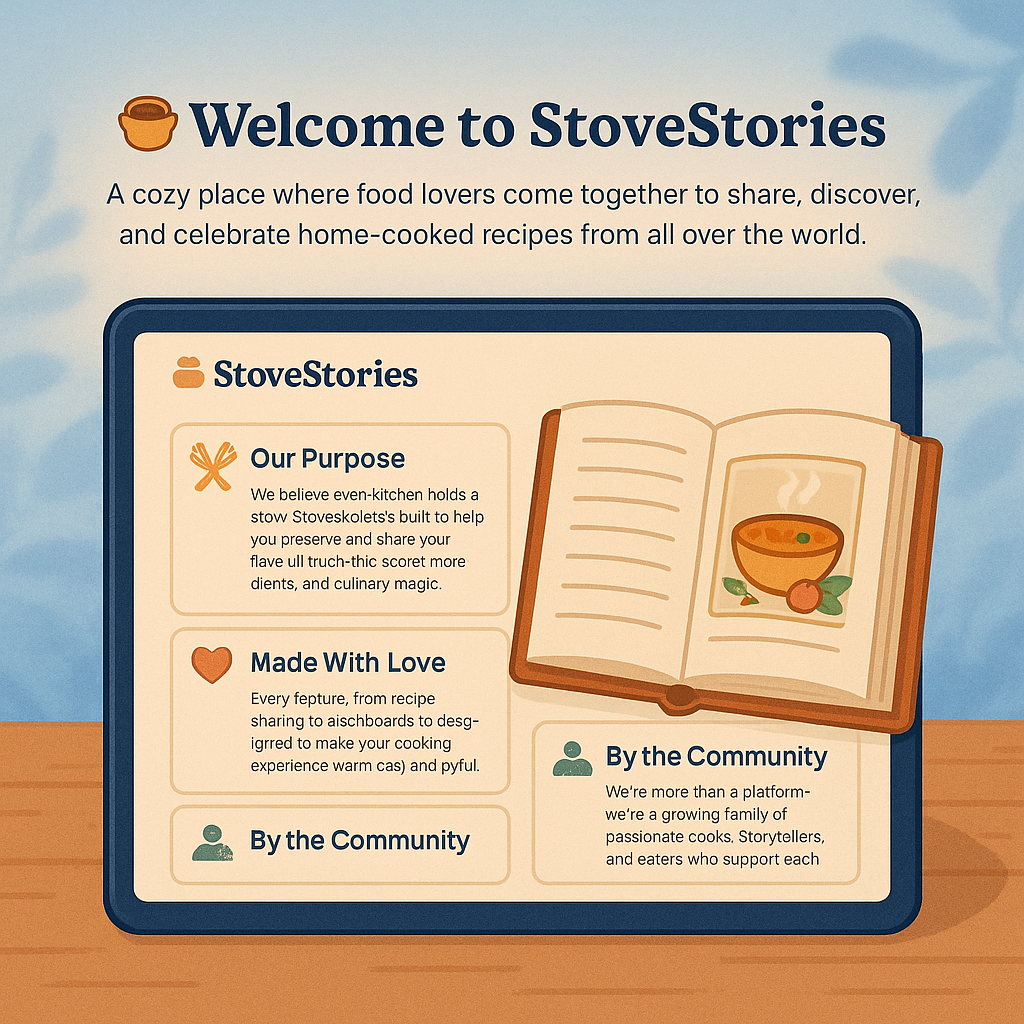 Welcome to StoveStories
A cozy place where food lovers come together to share, discover,
and celebrate home-cooked recipes from all over the world.
StoveStories
Our Purpose
We believe even-kitchen holds a
stow Stoveskolets's built to help
you preserve and share your
flave ull truch-thic scoret more
dients, and culinary magic.
Made With Love
Every fepture, from recipe
sharing to aischboards to desg-
igrred to make your cooking
experience warm cas) and pyful.
By the Community
By the Community
We're more than a platform-
we're a growing family of
passionate cooks. Storytellers,
and eaters who support each